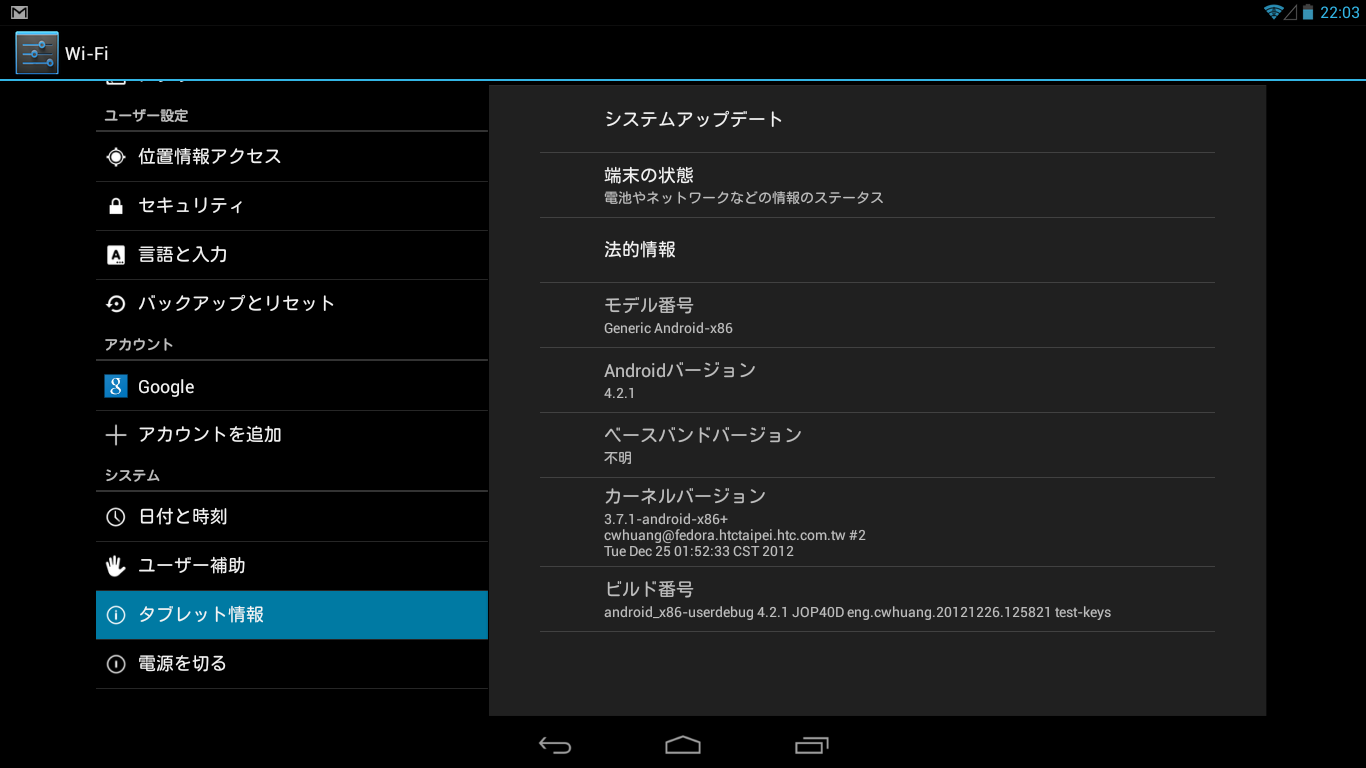 22:03
Wi-Fi
ユーザー設定
位置情報アクセス
セキュリティ
言語と入力
バックアップとリセット
アカウント
Google
アカウントを追加
システム
日付と時刻
ユーザー補助
タブレット情報
電源を切る
システムアップデート
端末の状態
電池やネットワークなどの情報のステータス
法的情報
モデル番号
Generic Android-x86
Androidバージョン
4.2.1
ベースバンドバージョン
不明
カーネルバージョン
3.7.1-android-x86+
cwhuang@fedora.htctaipei.htc.com.tw #2
Tue Dec 25 01:52:33 CST 2012
ビルド番号
android_x86-userdebug 4.2.1 JOP40D eng.cwhuang.20121226.125821 test-keys